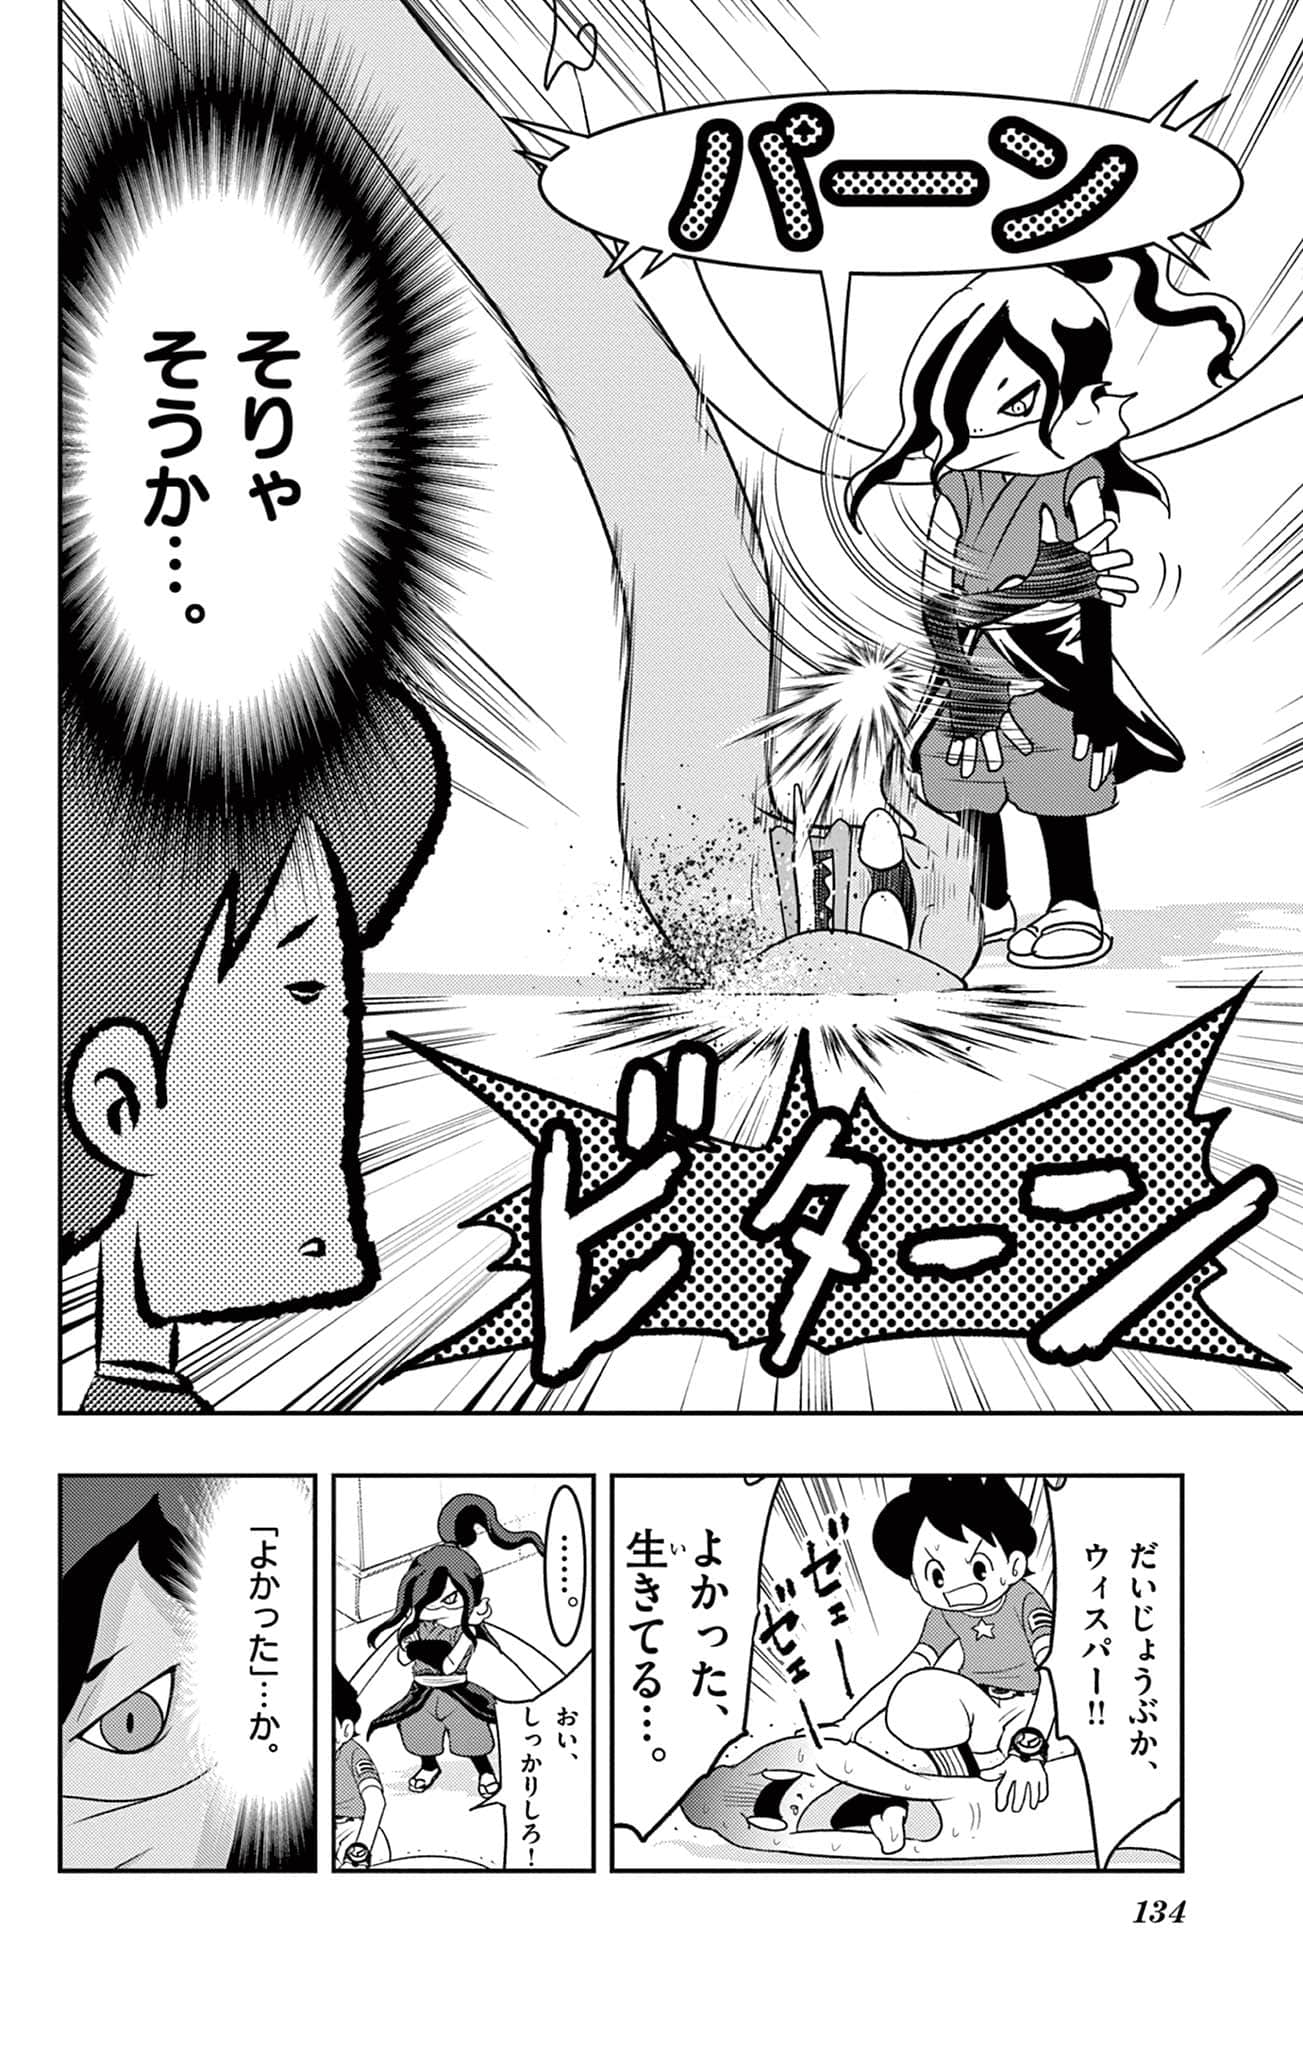 パーン
ビターン
そりゃ
そうか…。
だいじょうぶか、
ウィスパー!!
ゼェー
ゼェー
よかった、
生きてる…。
い
……。
おい、
しっかりしろ!
「よかった」…か。
134